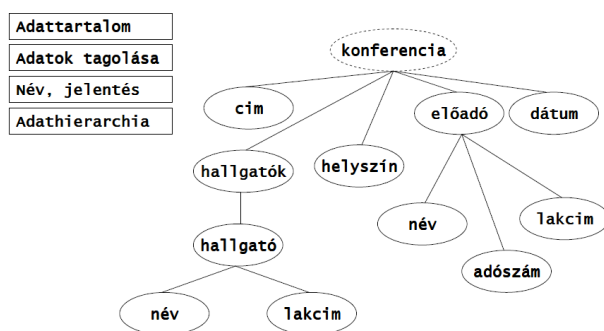 Adattartalom
Adatok tagolása
Név, jelentés
Adathierarchia
konferencia
cim
előadó
dátum
hallgatók
helyszín
név
lakcim
hallgató
adószám
név
lakcim